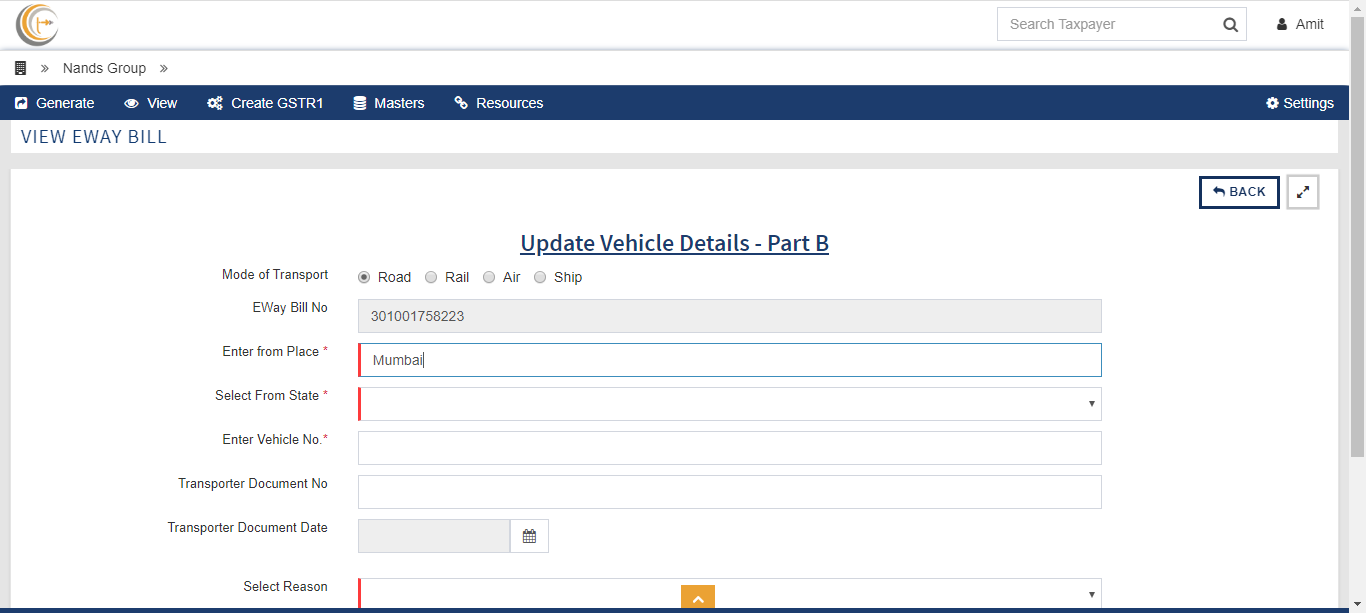 Search Taxpayer
Amit
» Nands Group »
Generate View Create GSTR1 Masters Resources Settings
VIEW EWAY BILL
BACK
Update Vehicle Details - Part B
Mode of Transport Road Rail Air Ship
EWay Bill No 301001758223
Enter from Place * Mumbai
Select From State *
Enter Vehicle No.*
Transporter Document No
Transporter Document Date
Select Reason